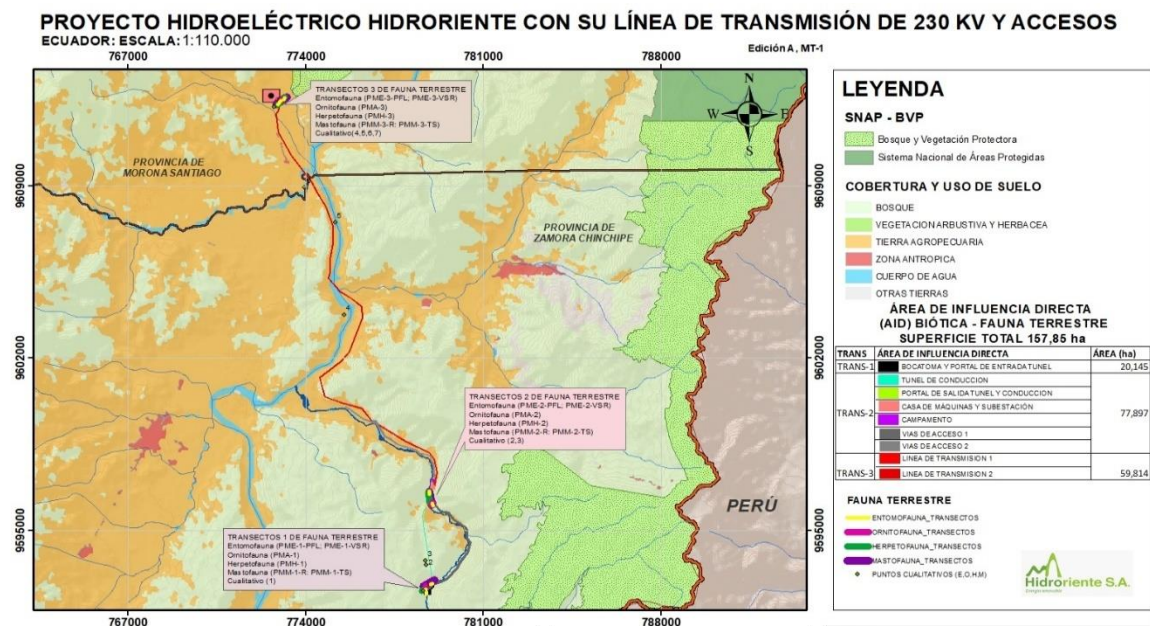 PROYECTO HIDROELÉCTRICO HIDRORIENTE CON SU LÍNEA DE TRANSMISIÓN DE 230 KV Y ACCESOS
ECUADOR: ESCALA: 1:110.000
Edición A, MT-1
767000 774000 781000 788000
9609000
9602000
9595000
TRANSECTOS 3 DE FAUNA TERRESTRE
Entomofauna (PME-3-PFL; PME-3-VSR)
Ornitofauna (PMA-3)
Herpetofauna (PMH-3)
Mastofauna (PMM-3-R: PMM-3-TS)
Cualitativo(4,5,6,7)
N
W E
S
PROVINCIA DE
MORONA SANTIAGO
PROVINCIA DE
ZAMORA CHINCHIPE
TRANSECTOS 2 DE FAUNA TERRESTRE
Entomofauna (PME-2-PFL; PME-2-VSR)
Ornitofauna (PMA-2)
Herpetofauna (PMH-2)
Mastofauna (PMM-2-R: PMM-2-TS)
Cualitativo (2,3)
PERÚ
TRANSECTOS 1 DE FAUNA TERRESTRE
Entomofauna (PME-1-PFL; PME-1-VSR)
Ornitofauna (PMA-1)
Herpetofauna (PMH-1)
Mastofauna (PMM-1-R: PMM-1-TS)
Cualitativo (1)
3
2
9609000
9602000
9595000
767000 774000 781000 788000
LEYENDA
SNAP - BVP
Bosque y Vegetación Protectora
Sistema Nacional de Áreas Protegidas
COBERTURA Y USO DE SUELO
BOSQUE
VEGETACION ARBUSTIVA Y HERBACEA
TIERRA AGROPECUARIA
ZONA ANTROPICA
CUERPO DE AGUA
OTRAS TIERRAS
ÁREA DE INFLUENCIA DIRECTA
(AID) BIÓTICA - FAUNA TERRESTRE
SUPERFICIE TOTAL 157,85 ha
TRANS ÁREA DE INFLUENCIA DIRECTA ÁREA (ha)
TRANS-1 BOCATOMA Y PORTAL DE ENTRADA TUNEL 20,145
TUNEL DE CONDUCCION
PORTAL DE SALIDA TUNEL Y CONDUCCION
TRANS-2 CASA DE MÁQUINAS Y SUBESTACIÓN 77,897
CAMPAMENTO
VIAS DE ACCESO 1
VIAS DE ACCESO 2
LINEA DE TRANSMISION 1
TRANS-3 LINEA DE TRANSMISION 2 59,814
FAUNA TERRESTRE
ENTOMOFAUNA_TRANSECTOS
ORNITOFAUNA_TRANSECTOS
HERPETOFAUNA_TRANSECTOS
MASTOFAUNA_TRANSECTOS
PUNTOS CUALITATIVOS (E,O,H,M)
Hidroriente S.A.